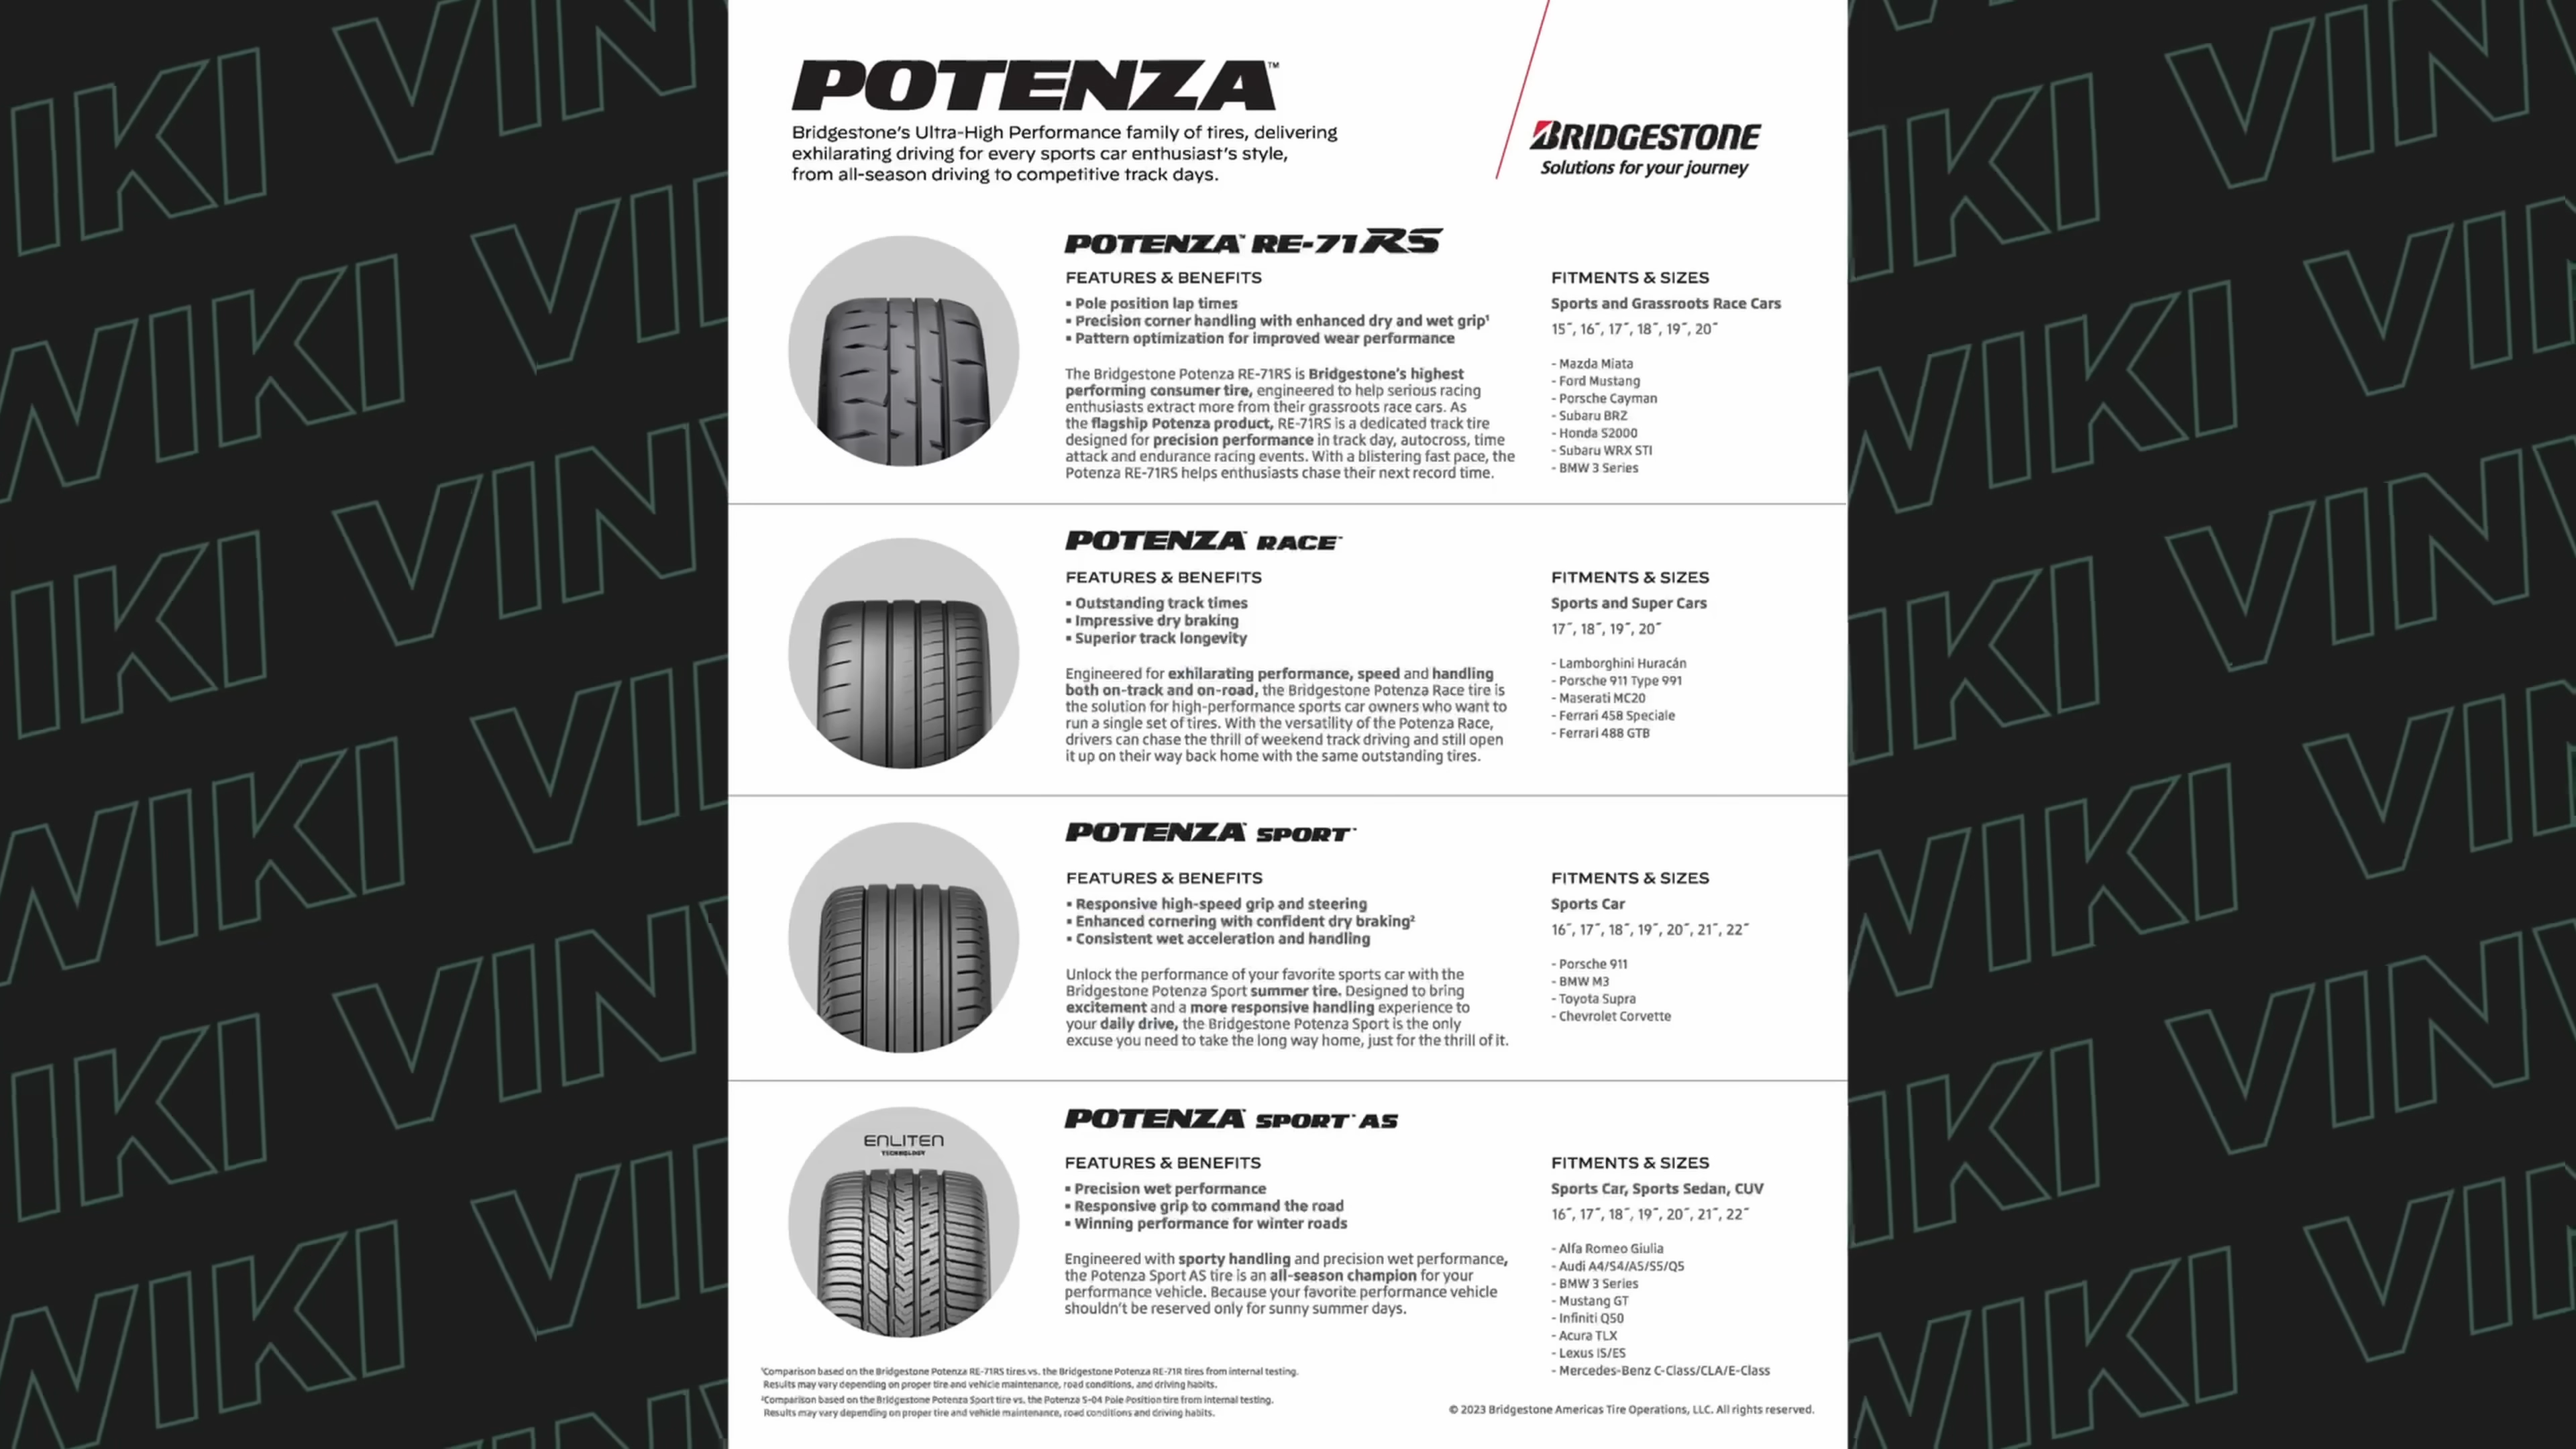 POTENZA™
Bridgestone's Ultra-High Performance family of tires, delivering
exhilarating driving for every sports car enthusiast's style,
from all-season driving to competitive track days.
BRIDGESTONE
Solutions for your journey
POTENZA™ RE-71RS
FEATURES & BENEFITS
▪ Pole position lap times
▪ Precision corner handling with enhanced dry and wet grip¹
▪ Pattern optimization for improved wear performance
The Bridgestone Potenza RE-71RS is Bridgestone's highest
performing consumer tire, engineered to help serious racing
enthusiasts extract more from their grassroots race cars. As
the flagship Potenza product, RE-71RS is a dedicated track tire
designed for precision performance in track day, autocross, time
attack and endurance racing events. With a blistering fast pace, the
Potenza RE-71RS helps enthusiasts chase their next record time.
FITMENTS & SIZES
Sports and Grassroots Race Cars
15˝, 16˝, 17˝, 18˝, 19˝, 20˝
- Mazda Miata
- Ford Mustang
- Porsche Cayman
- Subaru BRZ
- Honda S2000
- Subaru WRX STI
- BMW 3 Series
POTENZA™ RACE™
FEATURES & BENEFITS
▪ Outstanding track times
▪ Impressive dry braking
▪ Superior track longevity
Engineered for exhilarating performance, speed and handling
both on-track and on-road, the Bridgestone Potenza Race tire is
the solution for high-performance sports car owners who want to
run a single set of tires. With the versatility of the Potenza Race,
drivers can chase the thrill of weekend track driving and still open
it up on their way back home with the same outstanding tires.
FITMENTS & SIZES
Sports and Super Cars
17˝, 18˝, 19˝, 20˝
- Lamborghini Huracán
- Porsche 911 Type 991
- Maserati MC20
- Ferrari 458 Speciale
- Ferrari 488 GTB
POTENZA™ SPORT™
FEATURES & BENEFITS
▪ Responsive high-speed grip and steering
▪ Enhanced cornering with confident dry braking²
▪ Consistent wet acceleration and handling
Unlock the performance of your favorite sports car with the
Bridgestone Potenza Sport summer tire. Designed to bring
excitement and a more responsive handling experience to
your daily drive, the Bridgestone Potenza Sport is the only
excuse you need to take the long way home, just for the thrill of it.
FITMENTS & SIZES
Sports Car
16˝, 17˝, 18˝, 19˝, 20˝, 21˝, 22˝
- Porsche 911
- BMW M3
- Toyota Supra
- Chevrolet Corvette
ENLITEN
TECHNOLOGY
POTENZA™ SPORT™ AS
FEATURES & BENEFITS
▪ Precision wet performance
▪ Responsive grip to command the road
▪ Winning performance for winter roads
Engineered with sporty handling and precision wet performance,
the Potenza Sport AS tire is an all-season champion for your
performance vehicle. Because your favorite performance vehicle
shouldn't be reserved only for sunny summer days.
FITMENTS & SIZES
Sports Car, Sports Sedan, CUV
16˝, 17˝, 18˝, 19˝, 20˝, 21˝, 22˝
- Alfa Romeo Giulia
- Audi A4/S4/A5/S5/Q5
- BMW 3 Series
- Mustang GT
- Infiniti Q50
- Acura TLX
- Lexus IS/ES
- Mercedes-Benz C-Class/CLA/E-Class
¹Comparison based on the Bridgestone Potenza RE-71RS tires vs. the Bridgestone Potenza RE-71R tires from internal testing.
Results may vary depending on proper tire and vehicle maintenance, road conditions, and driving habits.
²Comparison based on the Bridgestone Potenza Sport tire vs. the Potenza S-04 Pole Position tire from internal testing.
Results may vary depending on proper tire and vehicle maintenance, road conditions and driving habits.
© 2023 Bridgestone Americas Tire Operations, LLC. All rights reserved.